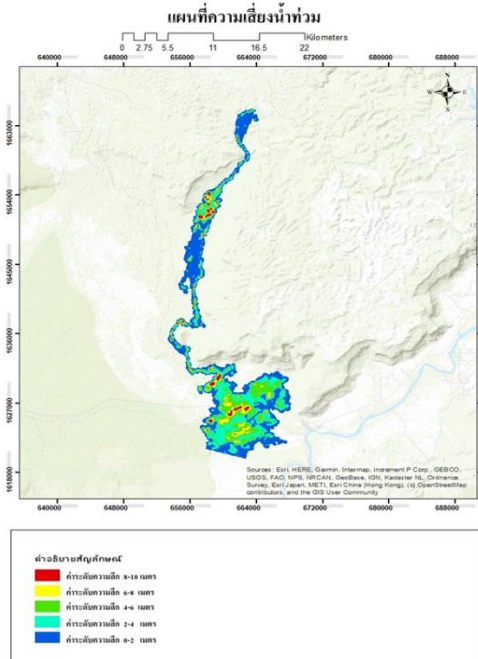 แผนที่ความเสี่ยงน้ำท่วม
Kilometers
0 2.75 5.5 11 16.5 22
640000 648000 656000 664000 672000 680000 688000
N
W E
S
1663000
1654000
1645000
1636000
1627000
1618000
Sources: Esri, HERE, Garmin, Intermap, increment P Corp., GEBCO,
USGS, FAO, NPS, NRCAN, GeoBase, IGN, Kadaster NL, Ordnance
Survey, Esri Japan, METI, Esri China (Hong Kong), (c) OpenStreetMap
contributors, and the GIS User Community
1663000
1654000
1645000
1636000
1627000
1618000
640000 648000 656000 664000 672000 680000 688000
คำอธิบายสัญลักษณ์
ค่าระดับความลึก 8-10 เมตร
ค่าระดับความลึก 6-8 เมตร
ค่าระดับความลึก 4-6 เมตร
ค่าระดับความลึก 2-4 เมตร
ค่าระดับความลึก 0-2 เมตร